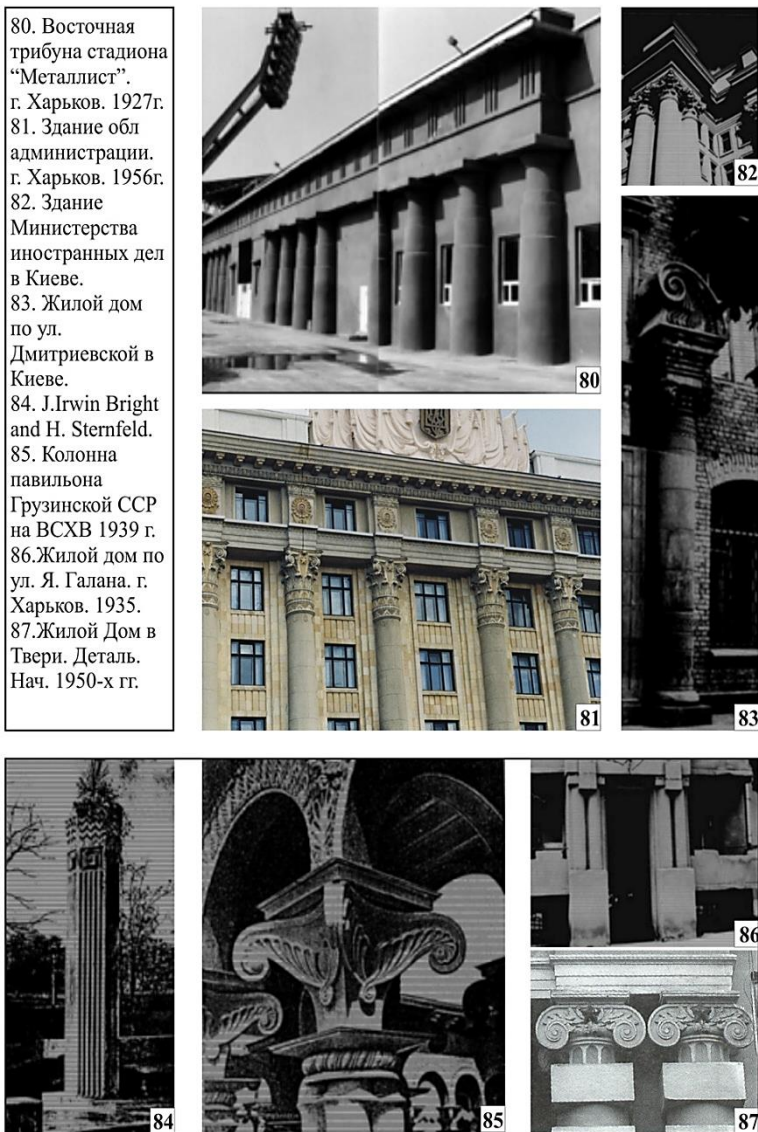 80. Восточная
трибуна стадиона
“Металлист”.
г. Харьков. 1927г.
81. Здание обл
администрации.
г. Харьков. 1956г.
82. Здание
Министерства
иностранных дел
в Киеве.
83. Жилой дом
по ул.
Дмитриевской в
Киеве.
84. J.Irwin Bright
and H. Sternfeld.
85. Колонна
павильона
Грузинской ССР
на ВСХВ 1939 г.
86.Жилой дом по
ул. Я. Галана. г.
Харьков. 1935.
87.Жилой Дом в
Твери. Деталь.
Нач. 1950-х гг.
80
81
82
83
84
85
86
87